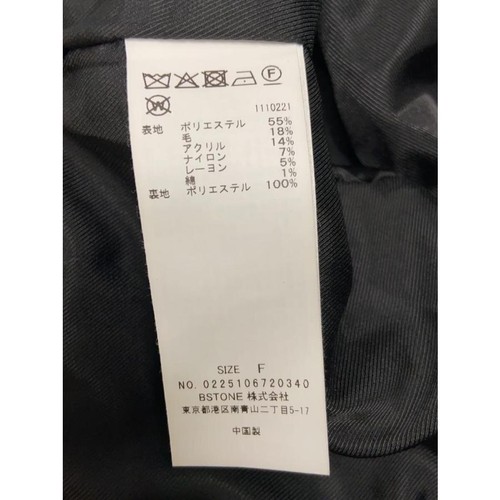 F
W
1110221
表地 ポリエステル 55%
毛 18%
アクリル 14%
ナイロン 7%
レーヨン 5%
綿 1%
裏地 ポリエステル 100%
SIZE F
NO. 0225106720340
BSTONE 株式会社
東京都港区南青山二丁目5-17
中国製